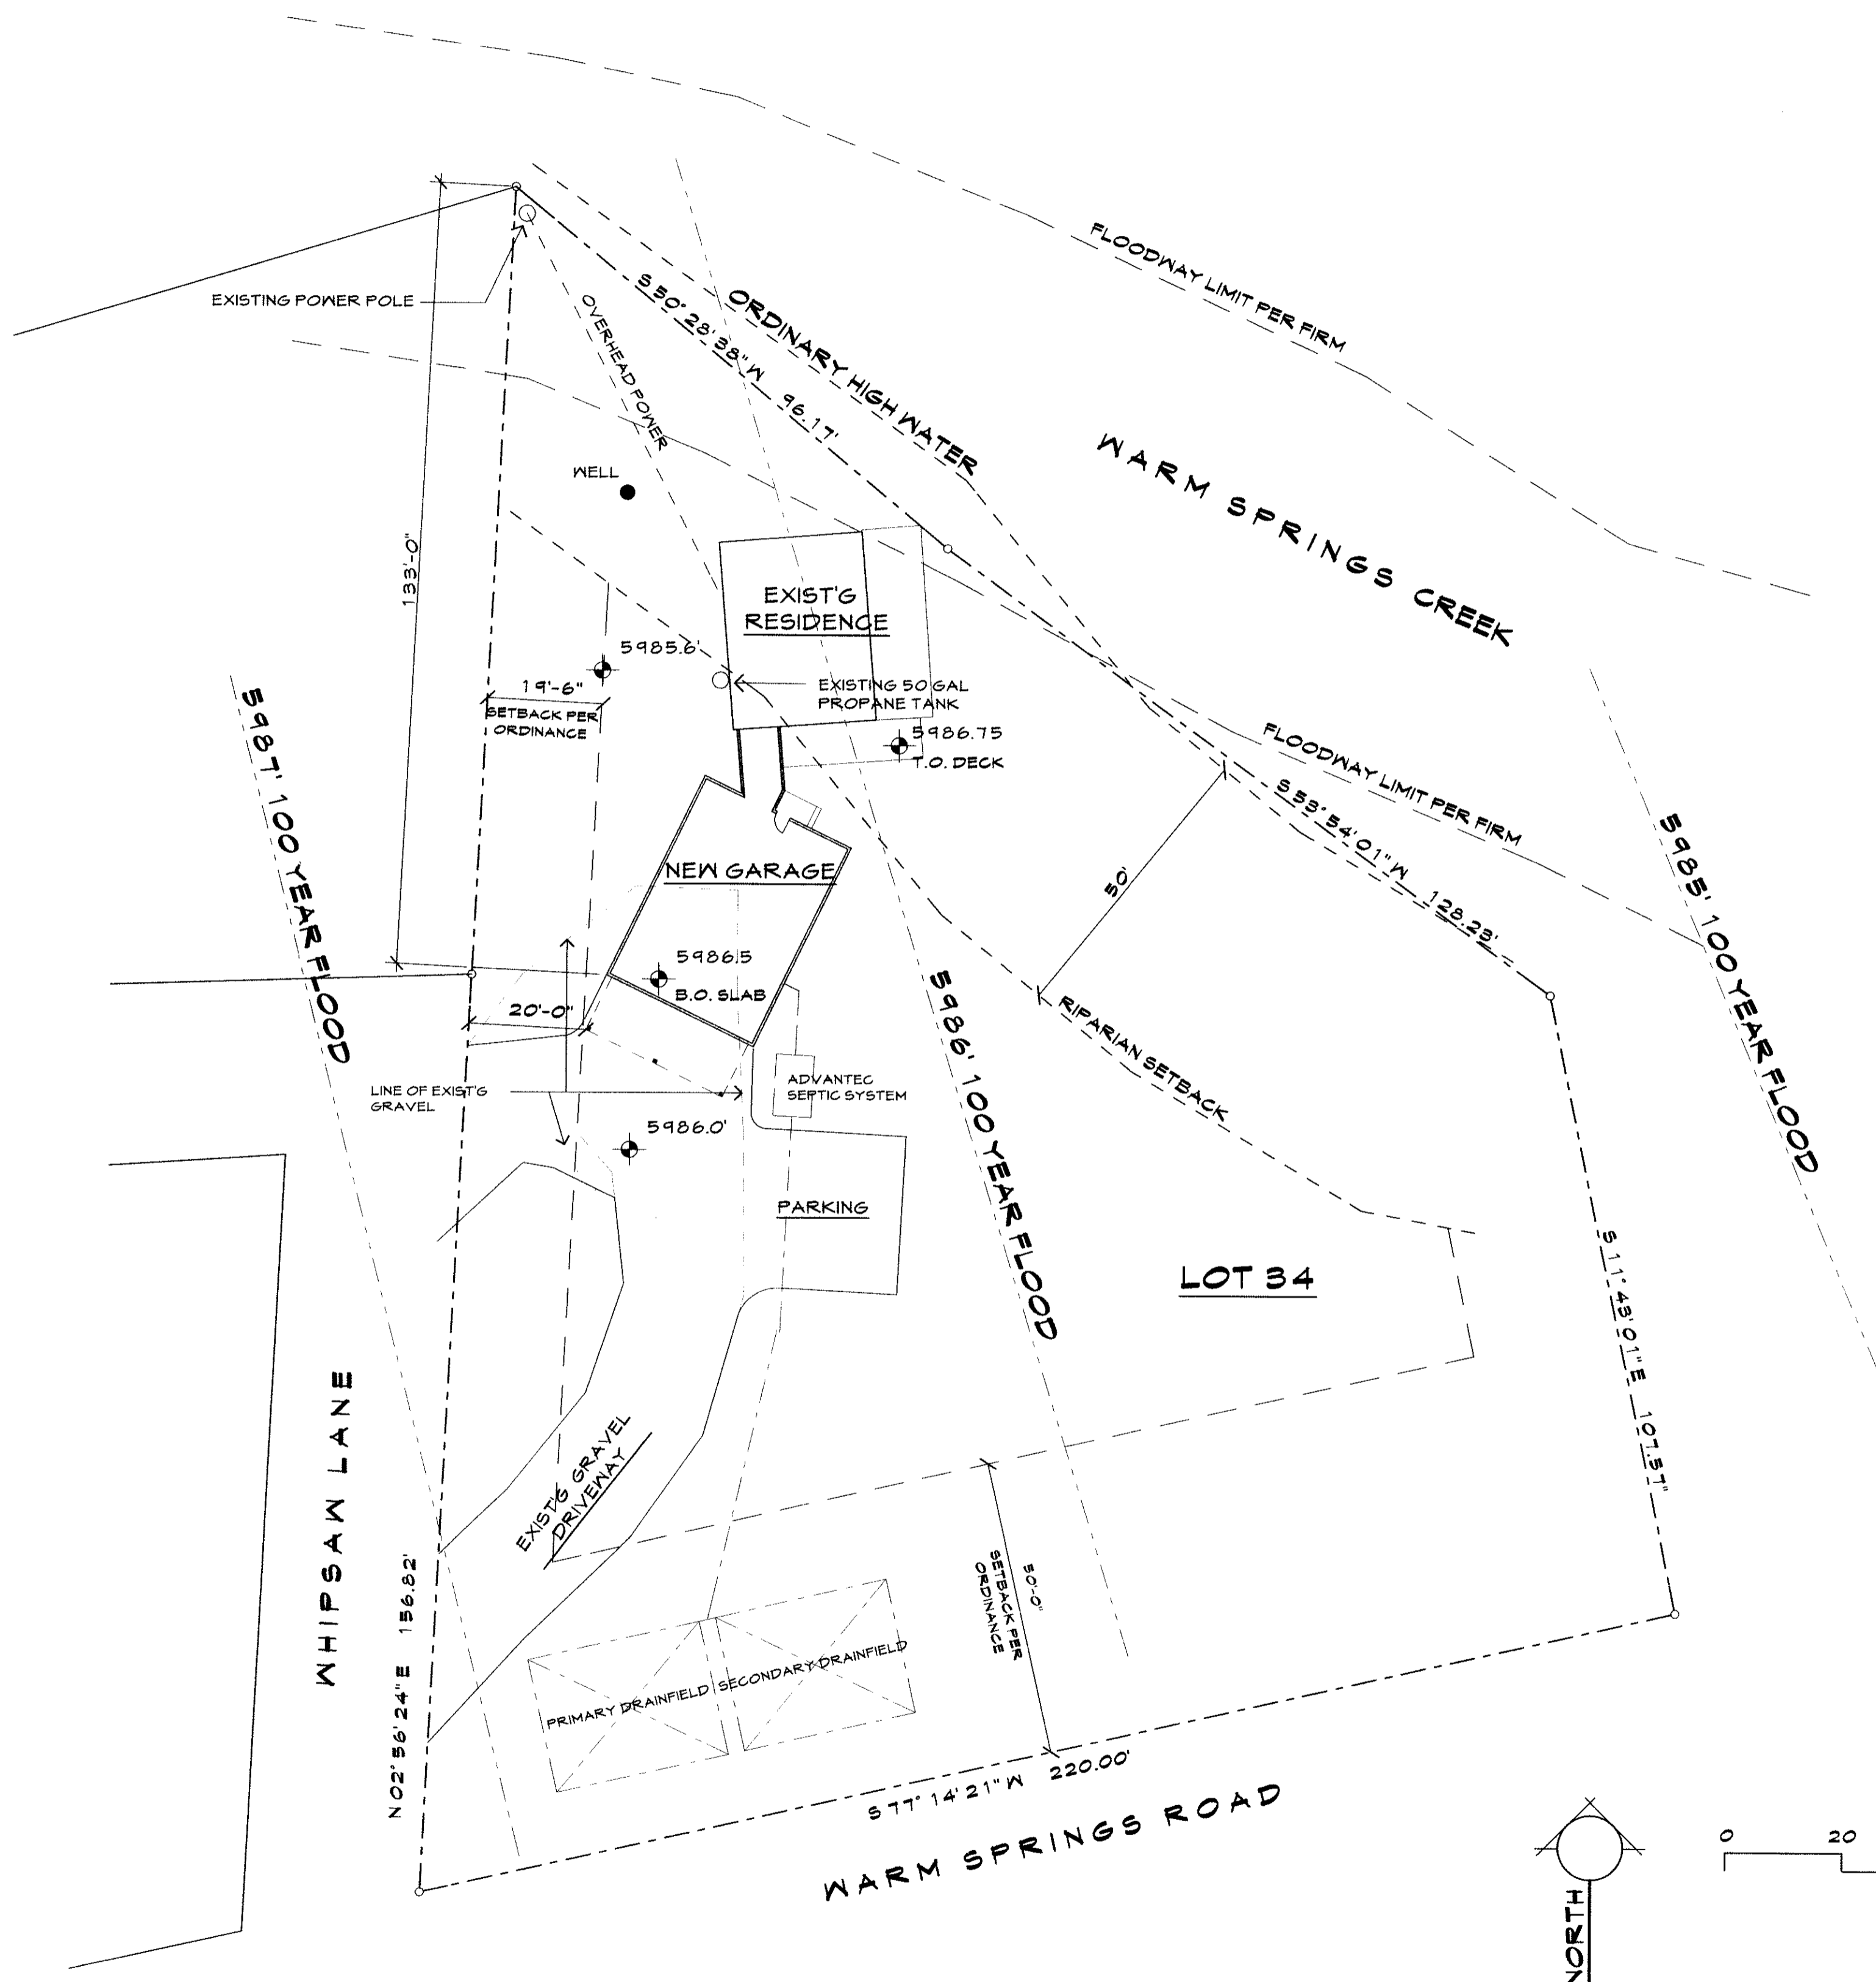 FLOODWAY LIMIT PER FIRM
EXISTING POWER POLE
OVERHEAD POWER
S 50° 28' 38" W 96.17'
ORDINARY HIGH WATER
WARM SPRINGS CREEK
WELL
133'-0"
EXIST'G
RESIDENCE
5985.6'
19'-6"
SETBACK PER
ORDINANCE
EXISTING 50 GAL
PROPANE TANK
5986.75
T.O. DECK
5987' 100 YEAR FLOOD
FLOODWAY LIMIT PER FIRM
S 53° 54' 01" W 128.23'
5985' 100 YEAR FLOOD
50'
NEW GARAGE
5986.5
B.O. SLAB
20'-0"
5986' 100 YEAR FLOOD
RIPARIAN SETBACK
LINE OF EXIST'G
GRAVEL
ADVANTEC
SEPTIC SYSTEM
5986.0'
PARKING
LOT 34
S 11° 43' 01" E 107.57"
WHIPSAW LANE
EXIST'G GRAVEL
DRIVEWAY
50'-0"
SETBACK PER
ORDINANCE
N 02° 56' 24" E 156.82'
PRIMARY DRAINFIELD
SECONDARY DRAINFIELD
S 77° 14' 21" W 220.00'
WARM SPRINGS ROAD
NORTH
0 20